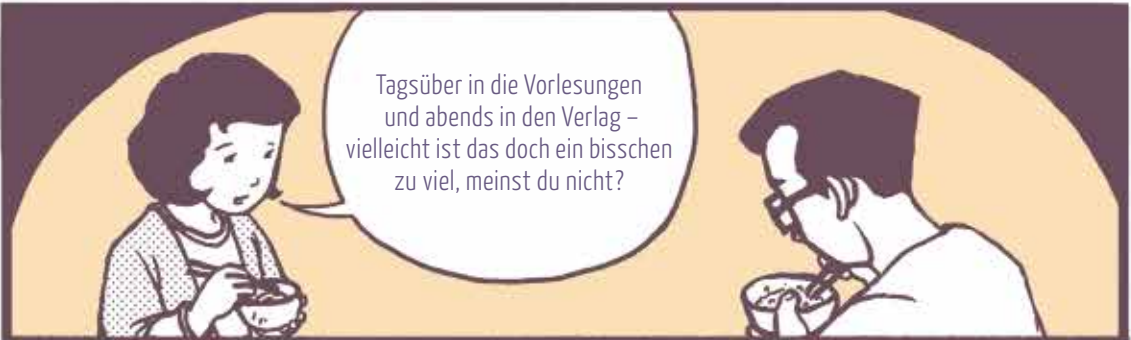 Tagsüber in die Vorlesungen
und abends in den Verlag –
vielleicht ist das doch ein bisschen
zu viel, meinst du nicht?